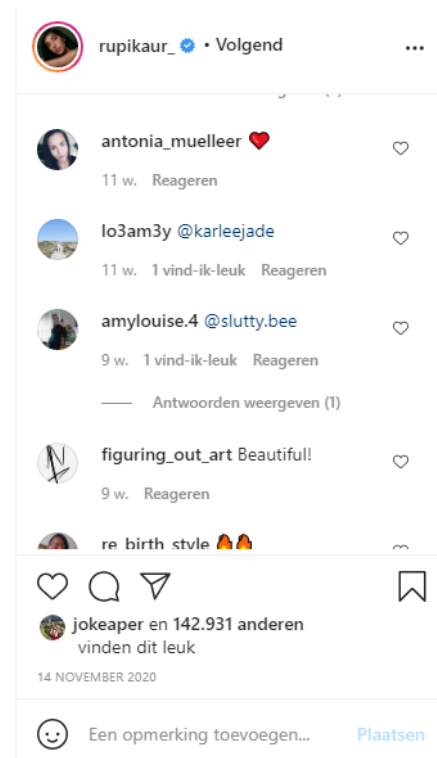 rupikaur_ • Volgend
antonia_muelleer ❤️
11 w. Reageren
lo3am3y @karleejade
11 w. 1 vind-ik-leuk Reageren
amylouise.4 @slutty.bee
9 w. 1 vind-ik-leuk Reageren
Antwoorden weergeven (1)
figuring_out_art Beautiful!
9 w. Reageren
re_birth_style 🔥🔥
jokeaper en 142.931 anderen
vinden dit leuk
14 NOVEMBER 2020
Een opmerking toevoegen... Plaatsen